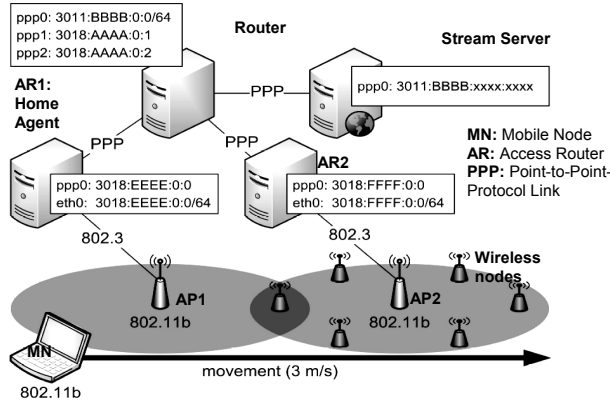 ppp0: 3011:BBBB:0:0/64
ppp1: 3018:AAAA:0:1
ppp2: 3018:AAAA:0:2
Router
Stream Server
AR1:
Home
Agent
PPP
ppp0: 3011:BBBB:xxxx:xxxx
PPP
PPP
MN: Mobile Node
AR: Access Router
PPP: Point-to-Point-
Protocol Link
AR2
ppp0: 3018:EEEE:0:0
eth0: 3018:EEEE:0:0/64
ppp0: 3018:FFFF:0:0
eth0: 3018:FFFF:0:0/64
802.3
802.3
Wireless
nodes
AP1
802.11b
AP2
802.11b
MN
movement (3 m/s)
802.11b